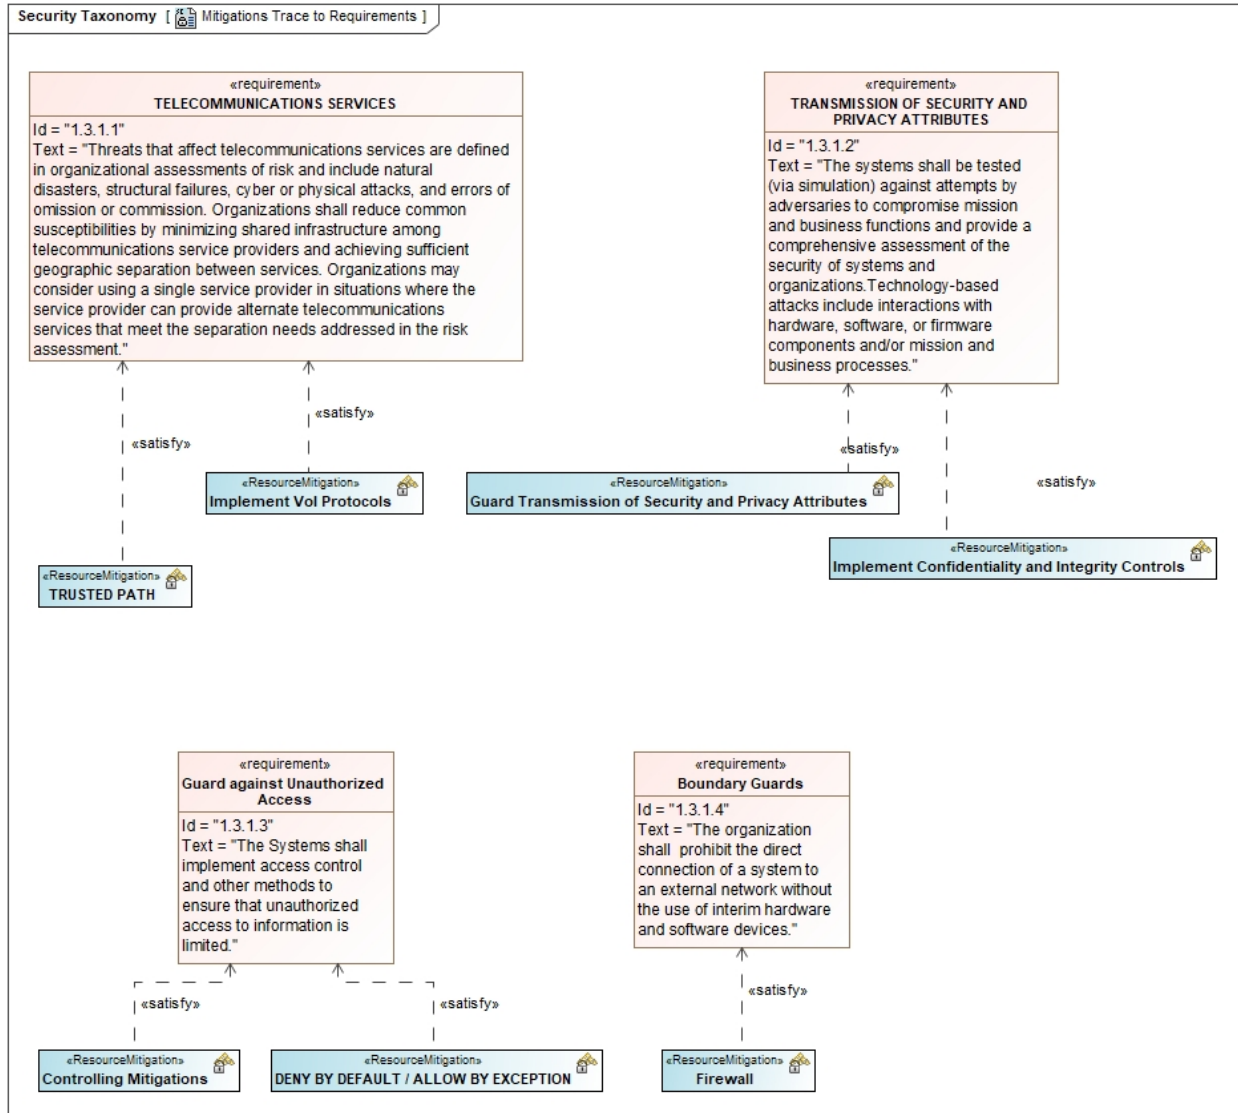 Security Taxonomy [ Mitigations Trace to Requirements ]
«requirement»
TELECOMMUNICATIONS SERVICES
Id = "1.3.1.1"
Text = "Threats that affect telecommunications services are defined
in organizational assessments of risk and include natural
disasters, structural failures, cyber or physical attacks, and errors of
omission or commission. Organizations shall reduce common
susceptibilities by minimizing shared infrastructure among
telecommunications service providers and achieving sufficient
geographic separation between services. Organizations may
consider using a single service provider in situations where the
service provider can provide alternate telecommunications
services that meet the separation needs addressed in the risk
assessment."
«requirement»
TRANSMISSION OF SECURITY AND
PRIVACY ATTRIBUTES
Id = "1.3.1.2"
Text = "The systems shall be tested
(via simulation) against attempts by
adversaries to compromise mission
and business functions and provide a
comprehensive assessment of the
security of systems and
organizations.Technology-based
attacks include interactions with
hardware, software, or firmware
components and/or mission and
business processes."
«satisfy»
«satisfy»
«satisfy»
«satisfy»
«ResourceMitigation»
Implement VoI Protocols
«ResourceMitigation»
Guard Transmission of Security and Privacy Attributes
«ResourceMitigation»
Implement Confidentiality and Integrity Controls
«ResourceMitigation»
TRUSTED PATH
«requirement»
Guard against Unauthorized
Access
Id = "1.3.1.3"
Text = "The Systems shall
implement access control
and other methods to
ensure that unauthorized
access to information is
limited."
«requirement»
Boundary Guards
Id = "1.3.1.4"
Text = "The organization
shall  prohibit the direct
connection of a system to
an external network without
the use of interim hardware
and software devices."
«satisfy»
«satisfy»
«satisfy»
«ResourceMitigation»
Controlling Mitigations
«ResourceMitigation»
DENY BY DEFAULT / ALLOW BY EXCEPTION
«ResourceMitigation»
Firewall